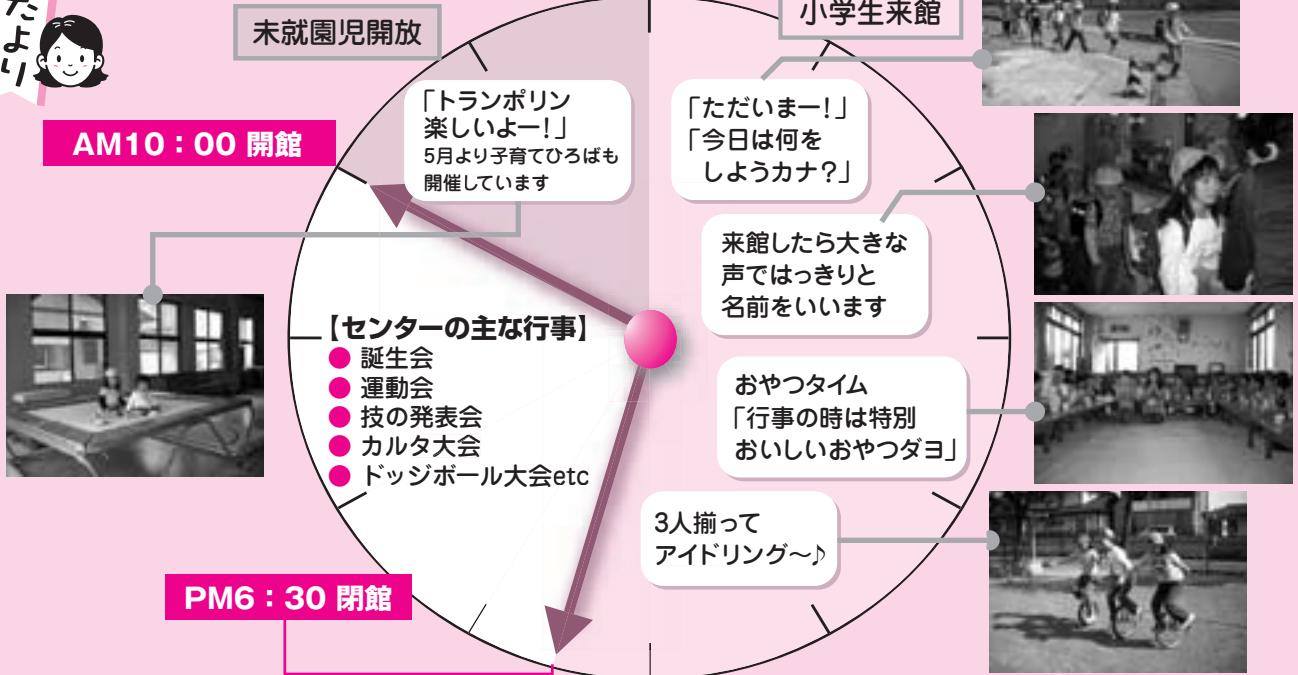 たより
未就園児開放
小学生来館
AM10：00 開館
「トランポリン
楽しいよー！」
5月より子育てひろばも
開催しています
「ただいまー！」
「今日は何を
しようカナ？」
来館したら大きな
声ではっきりと
名前をいいます
【センターの主な行事】
● 誕生会
● 運動会
● 技の発表会
● カルタ大会
● ドッジボール大会etc
おやつタイム
「行事の時は特別
おいしいおやつダヨ」
3人揃って
アイドリング～♪
PM6：30 閉館